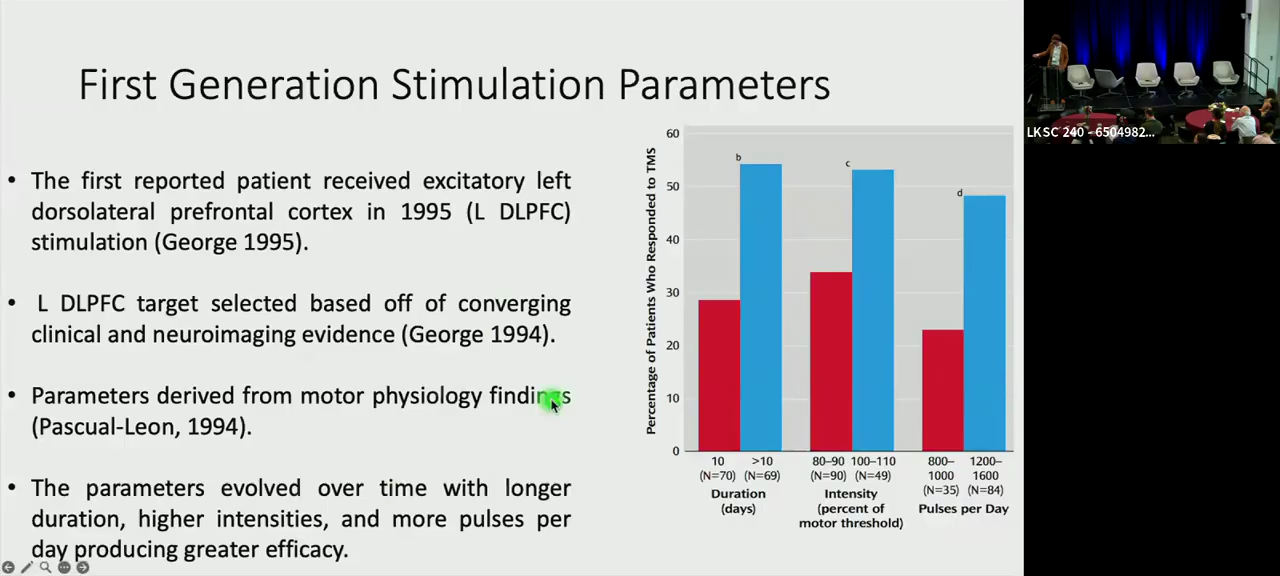 First Generation Stimulation Parameters
• The first reported patient received excitatory left
dorsolateral prefrontal cortex in 1995 (L DLPFC)
stimulation (George 1995).
• L DLPFC target selected based off of converging
clinical and neuroimaging evidence (George 1994).
• Parameters derived from motor physiology findings
(Pascual-Leon, 1994).
• The parameters evolved over time with longer
duration, higher intensities, and more pulses per
day producing greater efficacy.
Percentage of Patients Who Responded to TMS
60
50
40
30
20
10
0
b
c
d
10 >10 80–90 100–110 800– 1200–
(N=70) (N=69) (N=90) (N=49) 1000 1600
(N=35) (N=84)
Duration Intensity Pulses per Day
(days) (percent of
motor threshold)
LKSC 240 - 6504982...